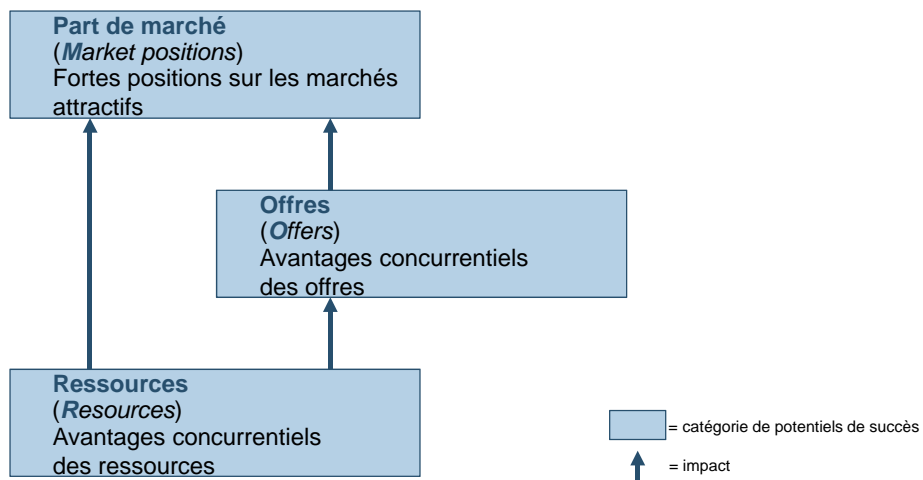 Part de marché
(Market positions)
Fortes positions sur les marchés
attractifs
Offres
(Offers)
Avantages concurrentiels
des offres
Ressources
(Resources)
Avantages concurrentiels
des ressources
= catégorie de potentiels de succès
= impact